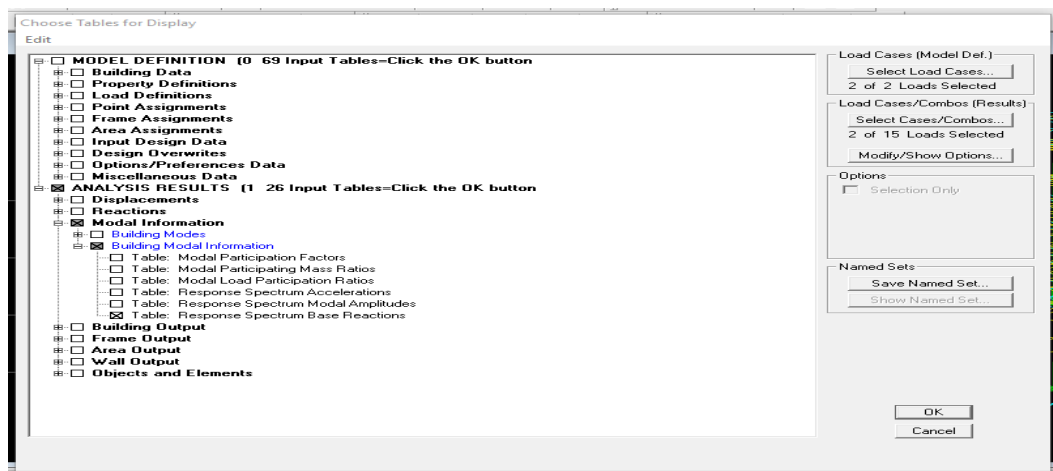 Choose Tables for Display
Edit
MODEL DEFINITION (0 69 Input Tables=Click the OK button
Building Data
Property Definitions
Load Definitions
Point Assignments
Frame Assignments
Area Assignments
Input Design Data
Design Overwrites
Options/Preferences Data
Miscellaneous Data
ANALYSIS RESULTS (1 26 Input Tables=Click the OK button
Displacements
Reactions
Modal Information
Building Modes
Building Modal Information
Table: Modal Participation Factors
Table: Modal Participating Mass Ratios
Table: Modal Load Participation Ratios
Table: Response Spectrum Accelerations
Table: Response Spectrum Modal Amplitudes
Table: Response Spectrum Base Reactions
Building Output
Frame Output
Area Output
Wall Output
Objects and Elements
Load Cases (Model Def.)
Select Load Cases...
2 of 2 Loads Selected
Load Cases/Combos (Results)
Select Cases/Combos...
2 of 15 Loads Selected
Modify/Show Options...
Options
Selection Only
Named Sets
Save Named Set...
Show Named Set...
OK
Cancel